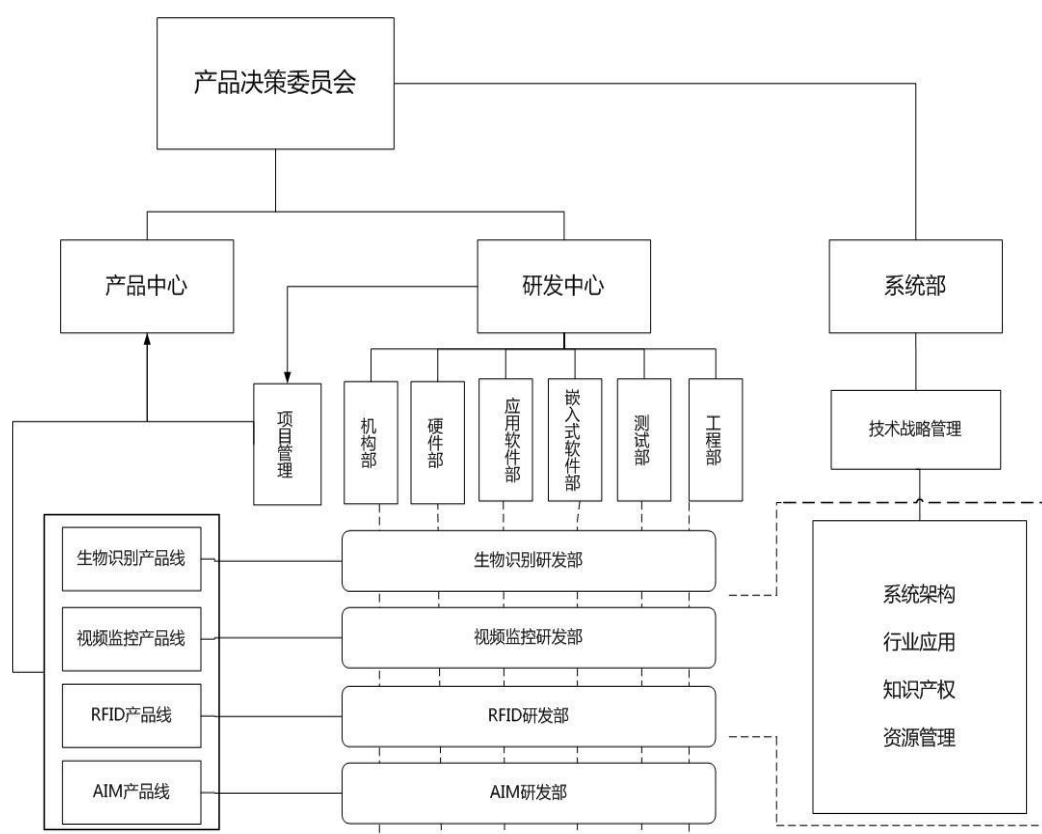 产品决策委员会
产品中心
研发中心
系统部
项目管理
机构部
硬件部
应用软件部
嵌入式软件部
测试部
工程部
技术战略管理
生物识别产品线
生物识别研发部
视频监控产品线
视频监控研发部
RFID产品线
RFID研发部
AIM产品线
AIM研发部
系统架构
行业应用
知识产权
资源管理